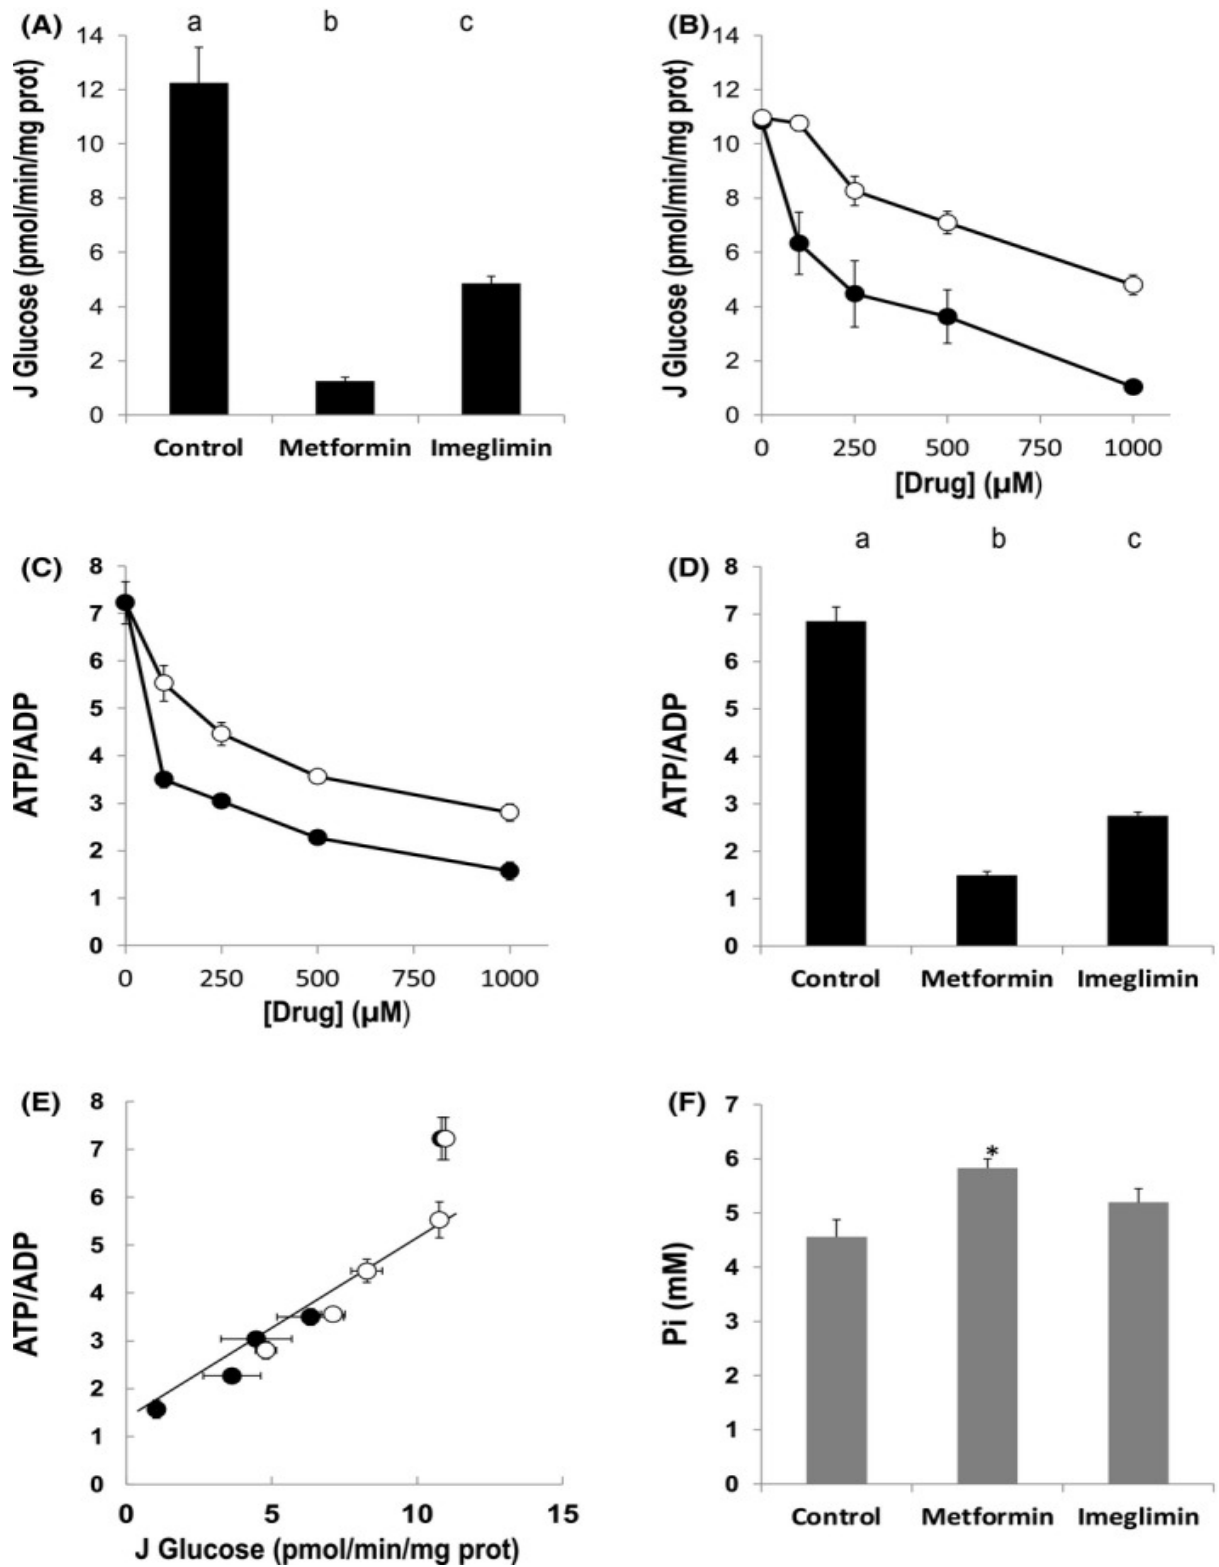 (A) a b c
J Glucose (pmol/min/mg prot)
14
12
10
8
6
4
2
0
Control Metformin Imeglimin
(B)
J Glucose (pmol/min/mg prot)
14
12
10
8
6
4
2
0
0 250 500 750 1000
[Drug] (µM)
(C)
ATP/ADP
8
7
6
5
4
3
2
1
0
0 250 500 750 1000
[Drug] (µM)
(D) a b c
ATP/ADP
8
7
6
5
4
3
2
1
0
Control Metformin Imeglimin
(E)
ATP/ADP
8
7
6
5
4
3
2
1
0
0 5 10 15
J Glucose (pmol/min/mg prot)
(F)
Pi (mM)
7
6
5
4
3
2
1
0
*
Control Metformin Imeglimin